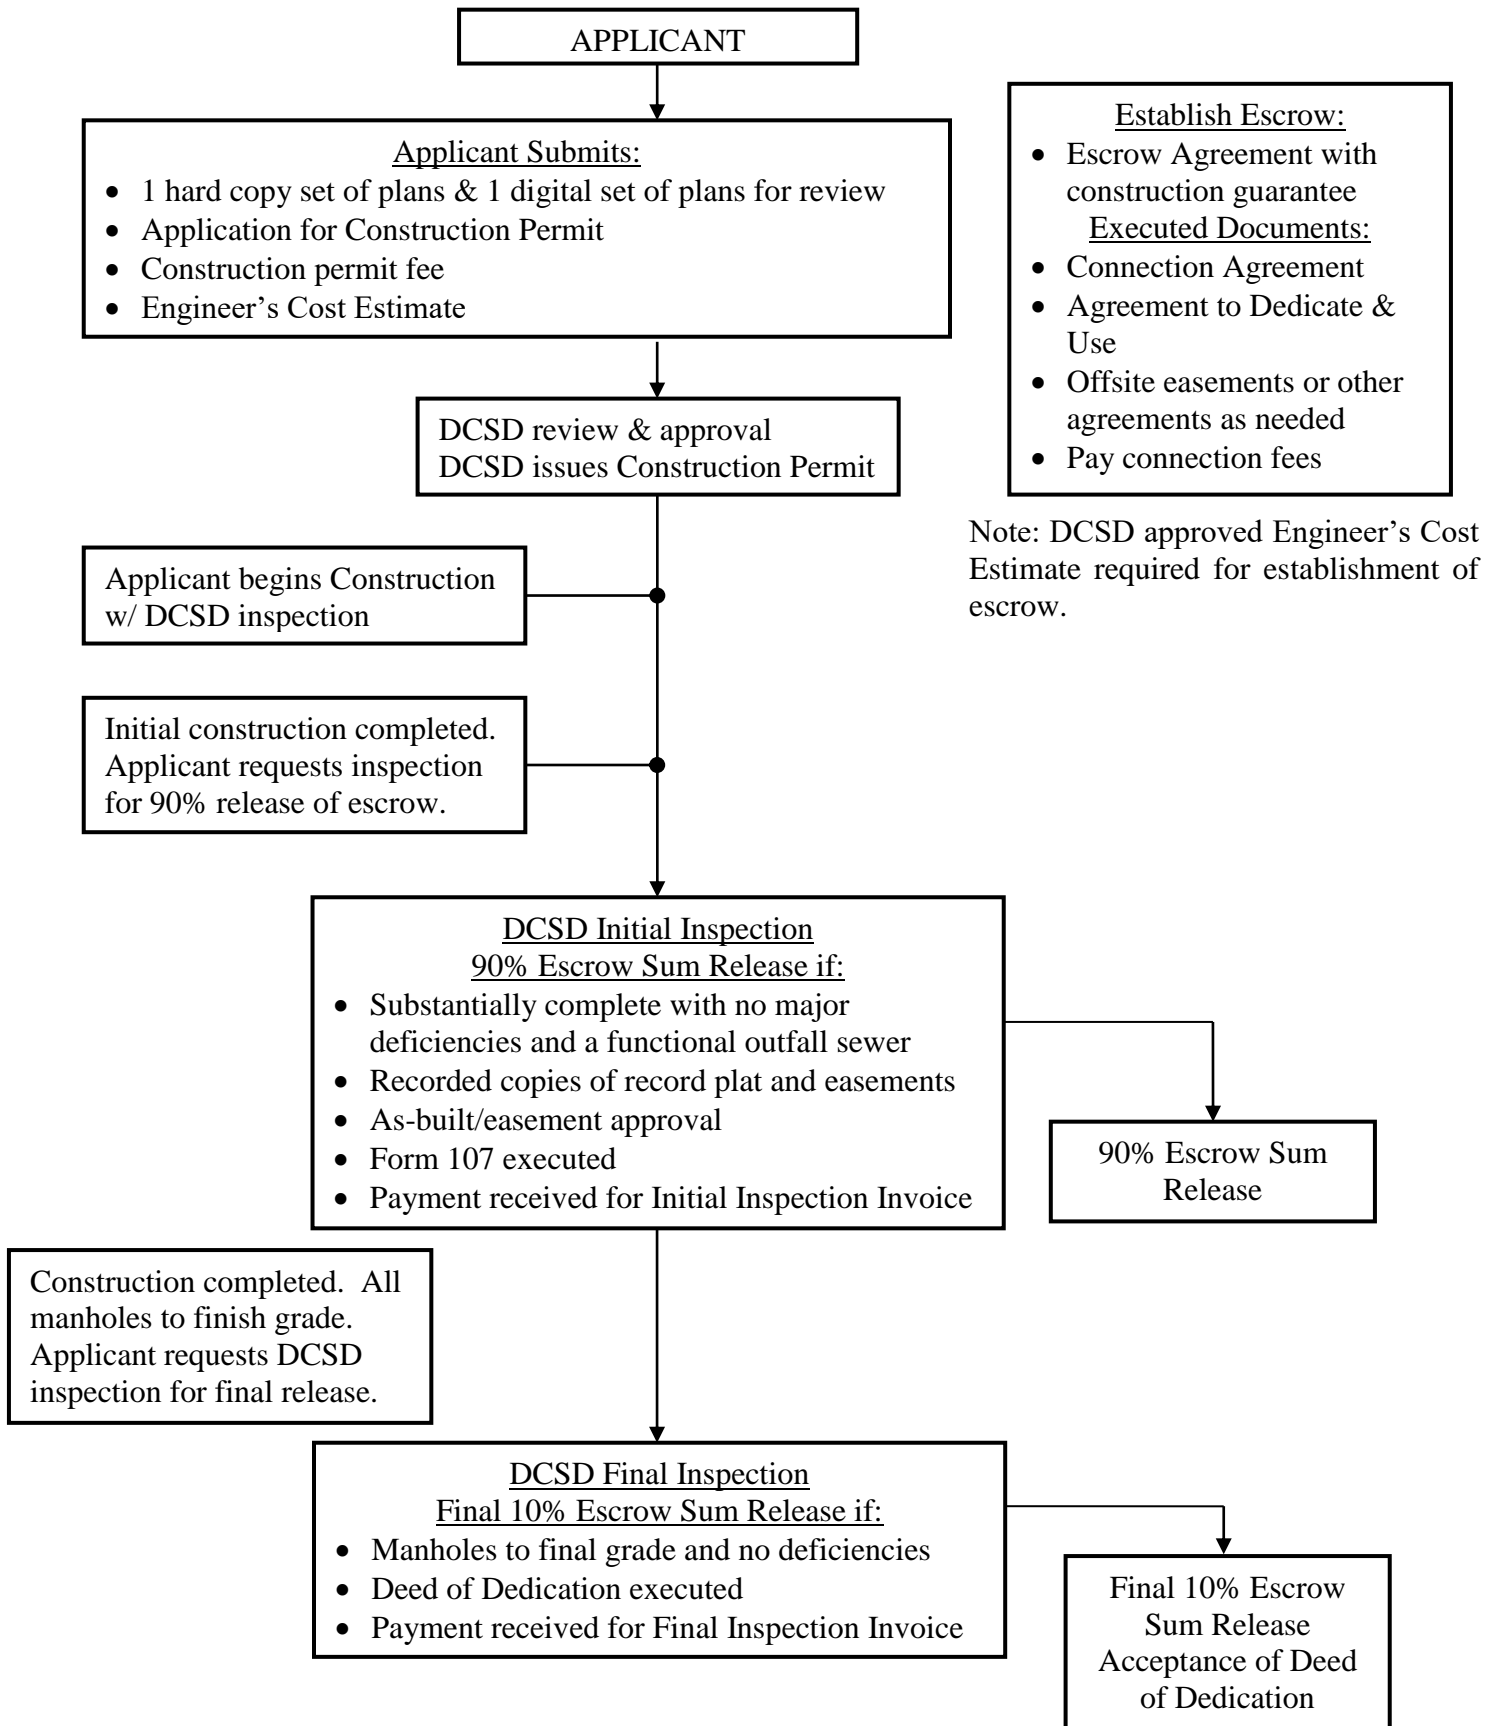 APPLICANT
Applicant Submits:
• 1 hard copy set of plans & 1 digital set of plans for review
• Application for Construction Permit
• Construction permit fee
• Engineer’s Cost Estimate
Establish Escrow:
• Escrow Agreement with
construction guarantee
Executed Documents:
• Connection Agreement
• Agreement to Dedicate &
Use
• Offsite easements or other
agreements as needed
• Pay connection fees
DCSD review & approval
DCSD issues Construction Permit
Note: DCSD approved Engineer’s Cost
Estimate required for establishment of
escrow.
Applicant begins Construction
w/ DCSD inspection
Initial construction completed.
Applicant requests inspection
for 90% release of escrow.
DCSD Initial Inspection
90% Escrow Sum Release if:
• Substantially complete with no major
deficiencies and a functional outfall sewer
• Recorded copies of record plat and easements
• As-built/easement approval
• Form 107 executed
• Payment received for Initial Inspection Invoice
90% Escrow Sum
Release
Construction completed.  All
manholes to finish grade.
Applicant requests DCSD
inspection for final release.
DCSD Final Inspection
Final 10% Escrow Sum Release if:
• Manholes to final grade and no deficiencies
• Deed of Dedication executed
• Payment received for Final Inspection Invoice
Final 10% Escrow
Sum Release
Acceptance of Deed
of Dedication